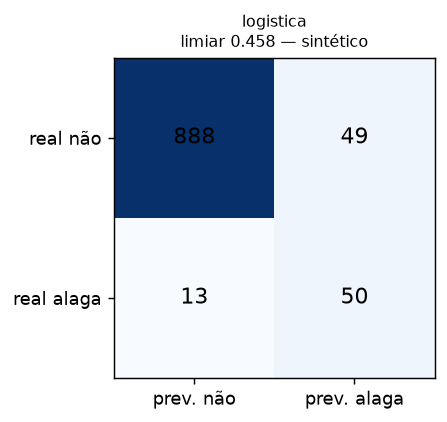 logistica
limiar 0.458 — sintético
real não
888
49
real alaga
13
50
prev. não
prev. alaga